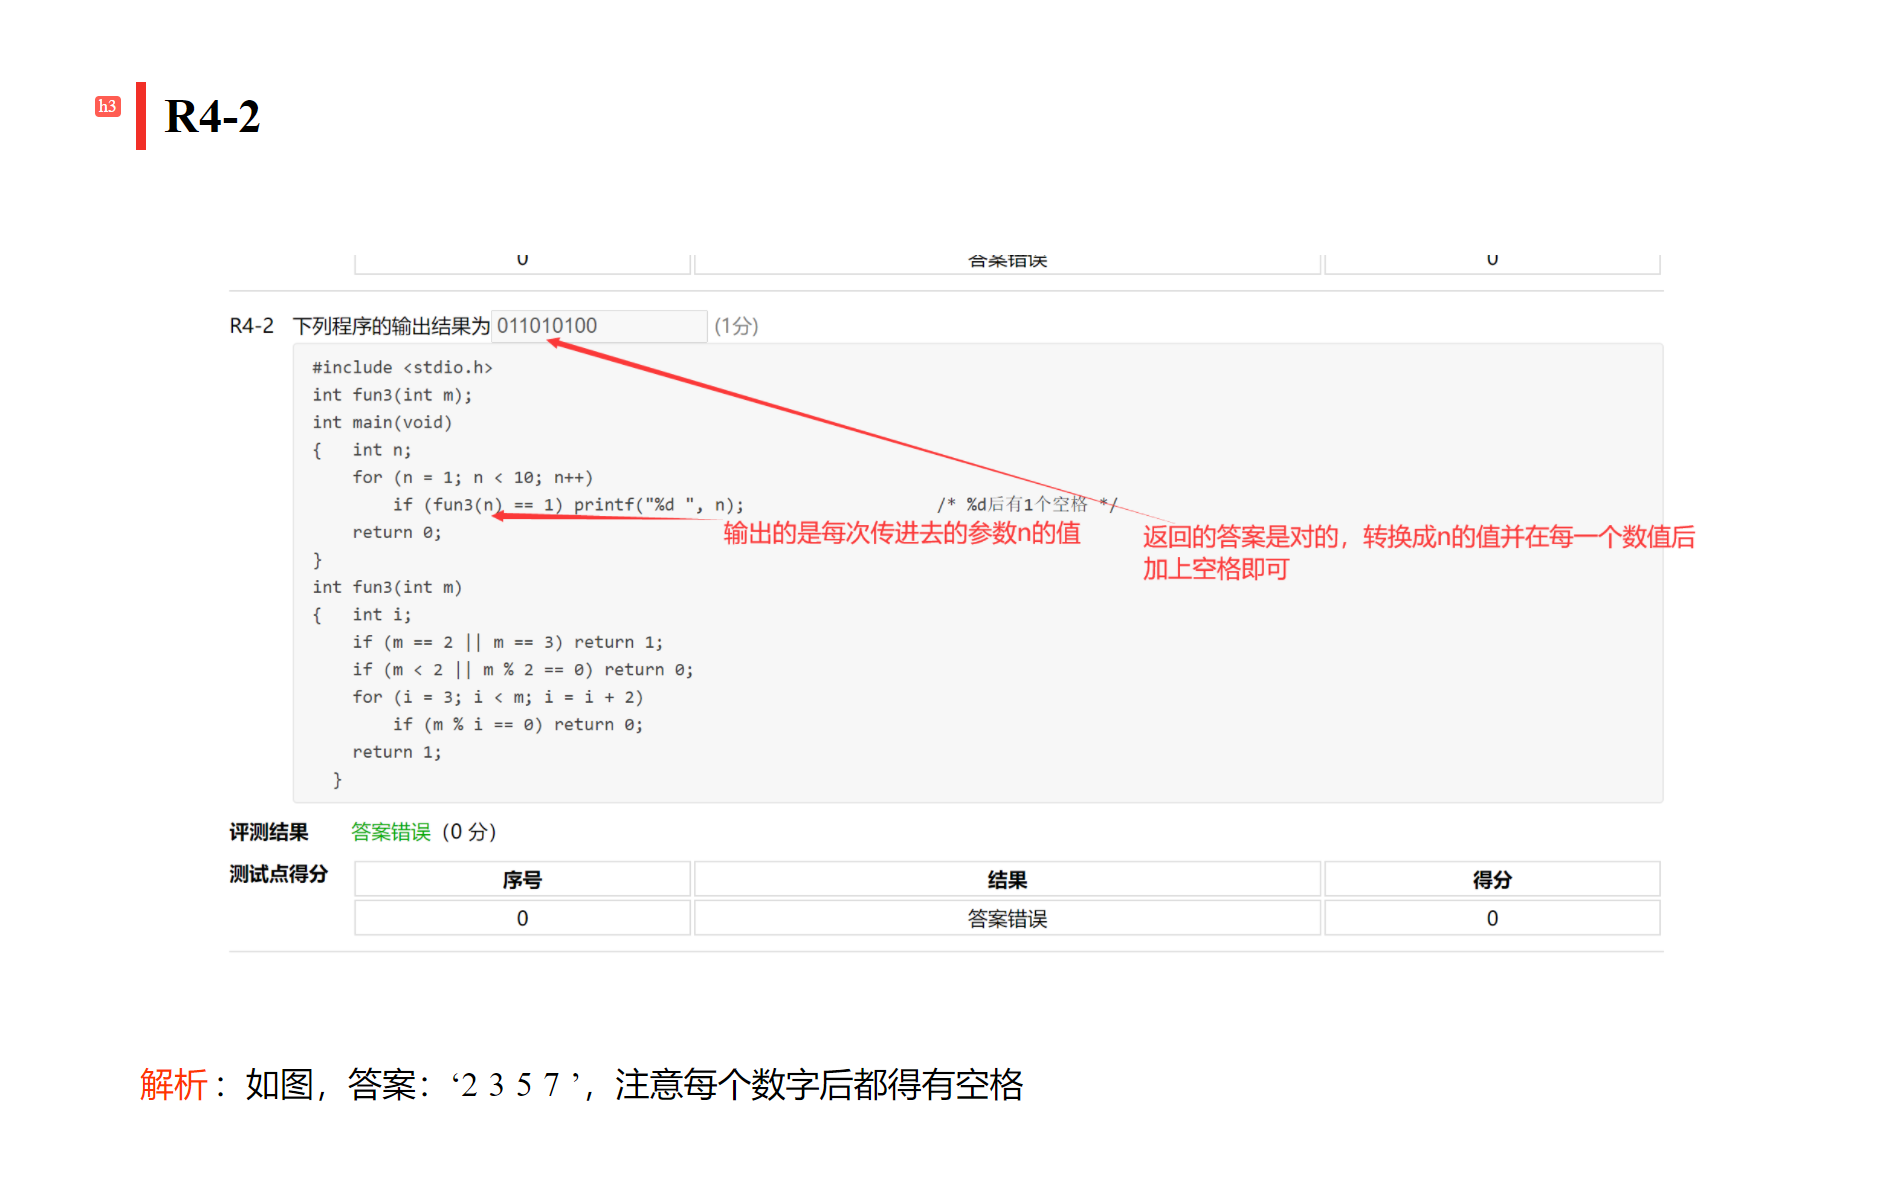 h3
R4-2
0 答案错误 0
R4-2 下列程序的输出结果为 011010100 (1分)
#include <stdio.h>
int fun3(int m);
int main(void)
{   int n;
    for (n = 1; n < 10; n++)
        if (fun3(n) == 1) printf("%d ", n);                   /* %d后有1个空格 */
输出的是每次传进去的参数n的值
返回的答案是对的，转换成n的值并在每一个数值后
加上空格即可
    return 0;
}
int fun3(int m)
{   int i;
    if (m == 2 || m == 3) return 1;
    if (m < 2 || m % 2 == 0) return 0;
    for (i = 3; i < m; i = i + 2)
        if (m % i == 0) return 0;
    return 1;
  }
评测结果 答案错误 (0 分)
测试点得分 序号 结果 得分
0 答案错误 0
解析：如图，答案：‘2 3 5 7 ’，注意每个数字后都得有空格